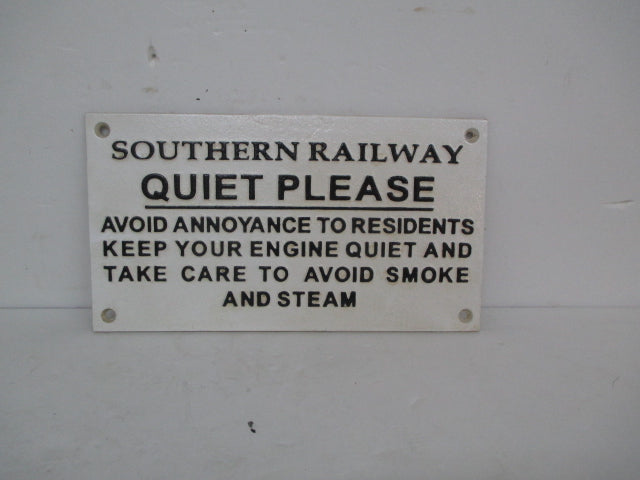 SOUTHERN RAILWAY
QUIET PLEASE
AVOID ANNOYANCE TO RESIDENTS
KEEP YOUR ENGINE QUIET AND
TAKE CARE TO AVOID SMOKE
AND STEAM